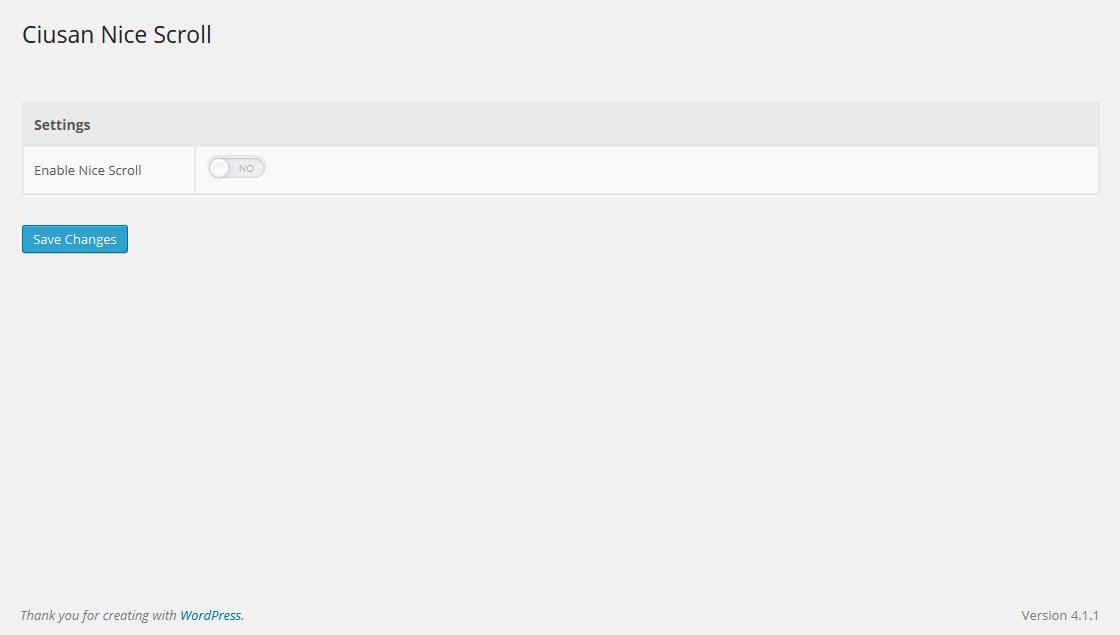 Ciusan Nice Scroll
Settings
Enable Nice Scroll
NO
Save Changes
Thank you for creating with WordPress.
Version 4.1.1